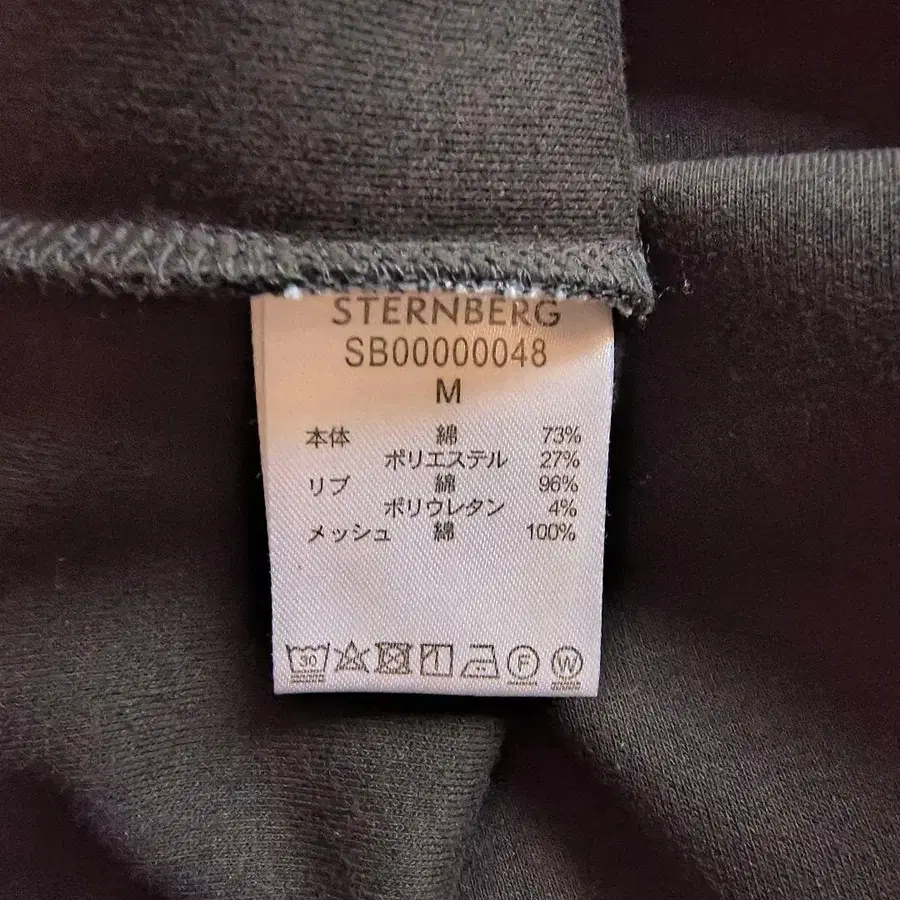 STERNBERG
SB00000048
M
本体 綿 73%
ポリエステル 27%
リブ 綿 96%
ポリウレタン 4%
メッシュ 綿 100%
30 F W